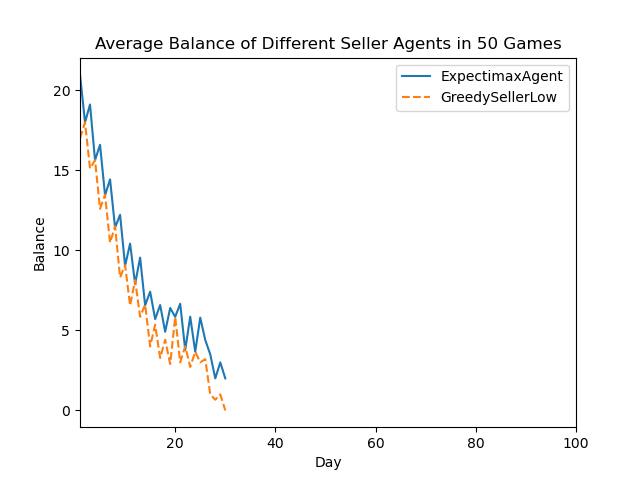 Average Balance of Different Seller Agents in 50 Games
ExpectimaxAgent
GreedySellerLow
Balance
20
15
10
5
0
20 40 60 80 100
Day